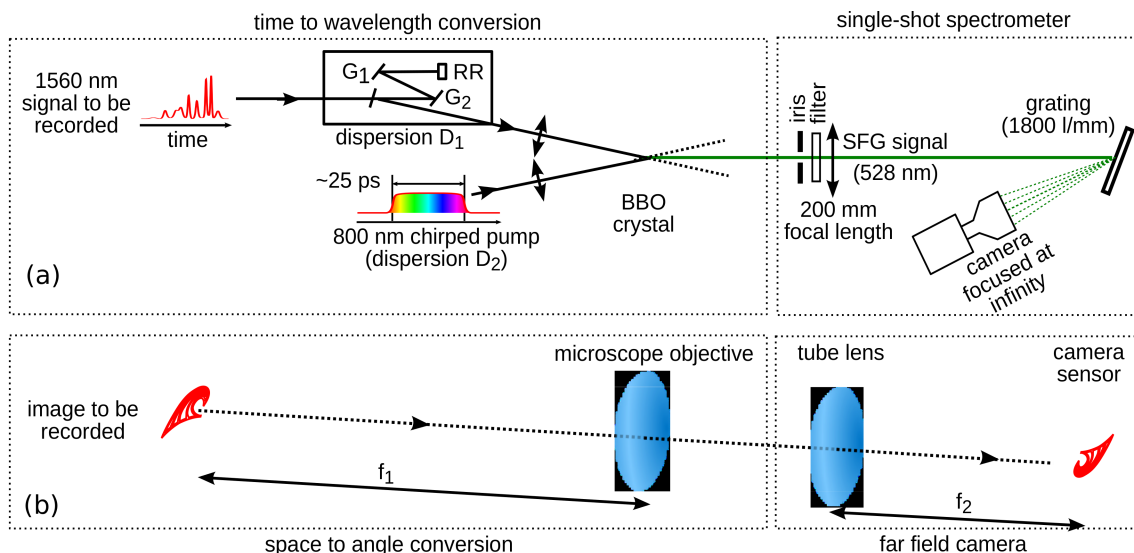 time to wavelength conversion
single-shot spectrometer
1560 nm
signal to be
recorded
time
G1
RR
G2
dispersion D1
~25 ps
800 nm chirped pump
(dispersion D2)
BBO
crystal
iris
filter
SFG signal
(528 nm)
200 mm
focal length
grating
(1800 l/mm)
camera
focused at
infinity
(a)
microscope objective
tube lens
camera
sensor
image to be
recorded
f1
f2
(b)
space to angle conversion
far field camera